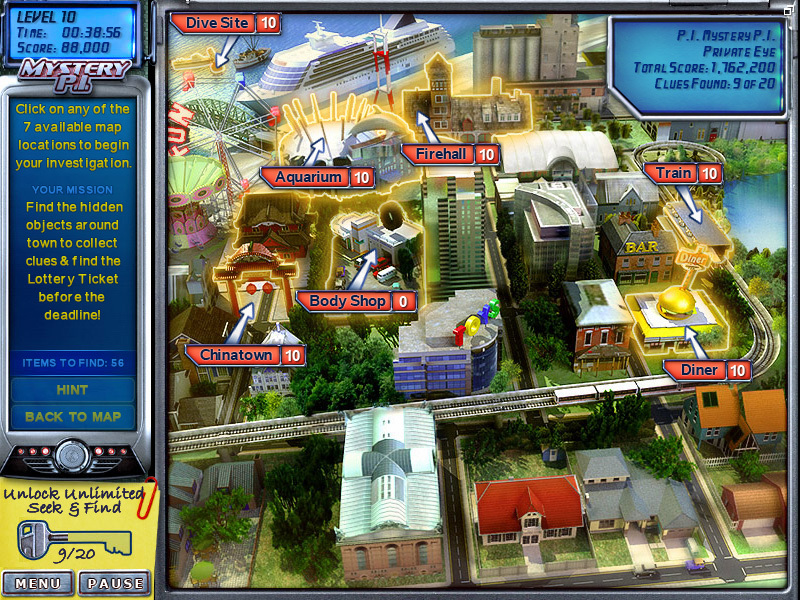 LEVEL 10
TIME: 00:38:56
SCORE: 88,000
MYSTERY
P.I.
Click on any of the
7 available map
locations to begin
your investigation.
YOUR MISSION
Find the hidden
objects around
town to collect
clues & find the
Lottery Ticket
before the
deadline!
ITEMS TO FIND: 56
HINT
BACK TO MAP
Unlock Unlimited
Seek & Find
9/20
MENU
PAUSE
P.I. MYSTERY P.I.
PRIVATE EYE
TOTAL SCORE: 1,762,200
CLUES FOUND: 9 OF 20
Dive Site 10
FUN
Aquarium 10
Firehall 10
Train 10
BAR
Diner
Body Shop 0
Chinatown 10
Diner 10